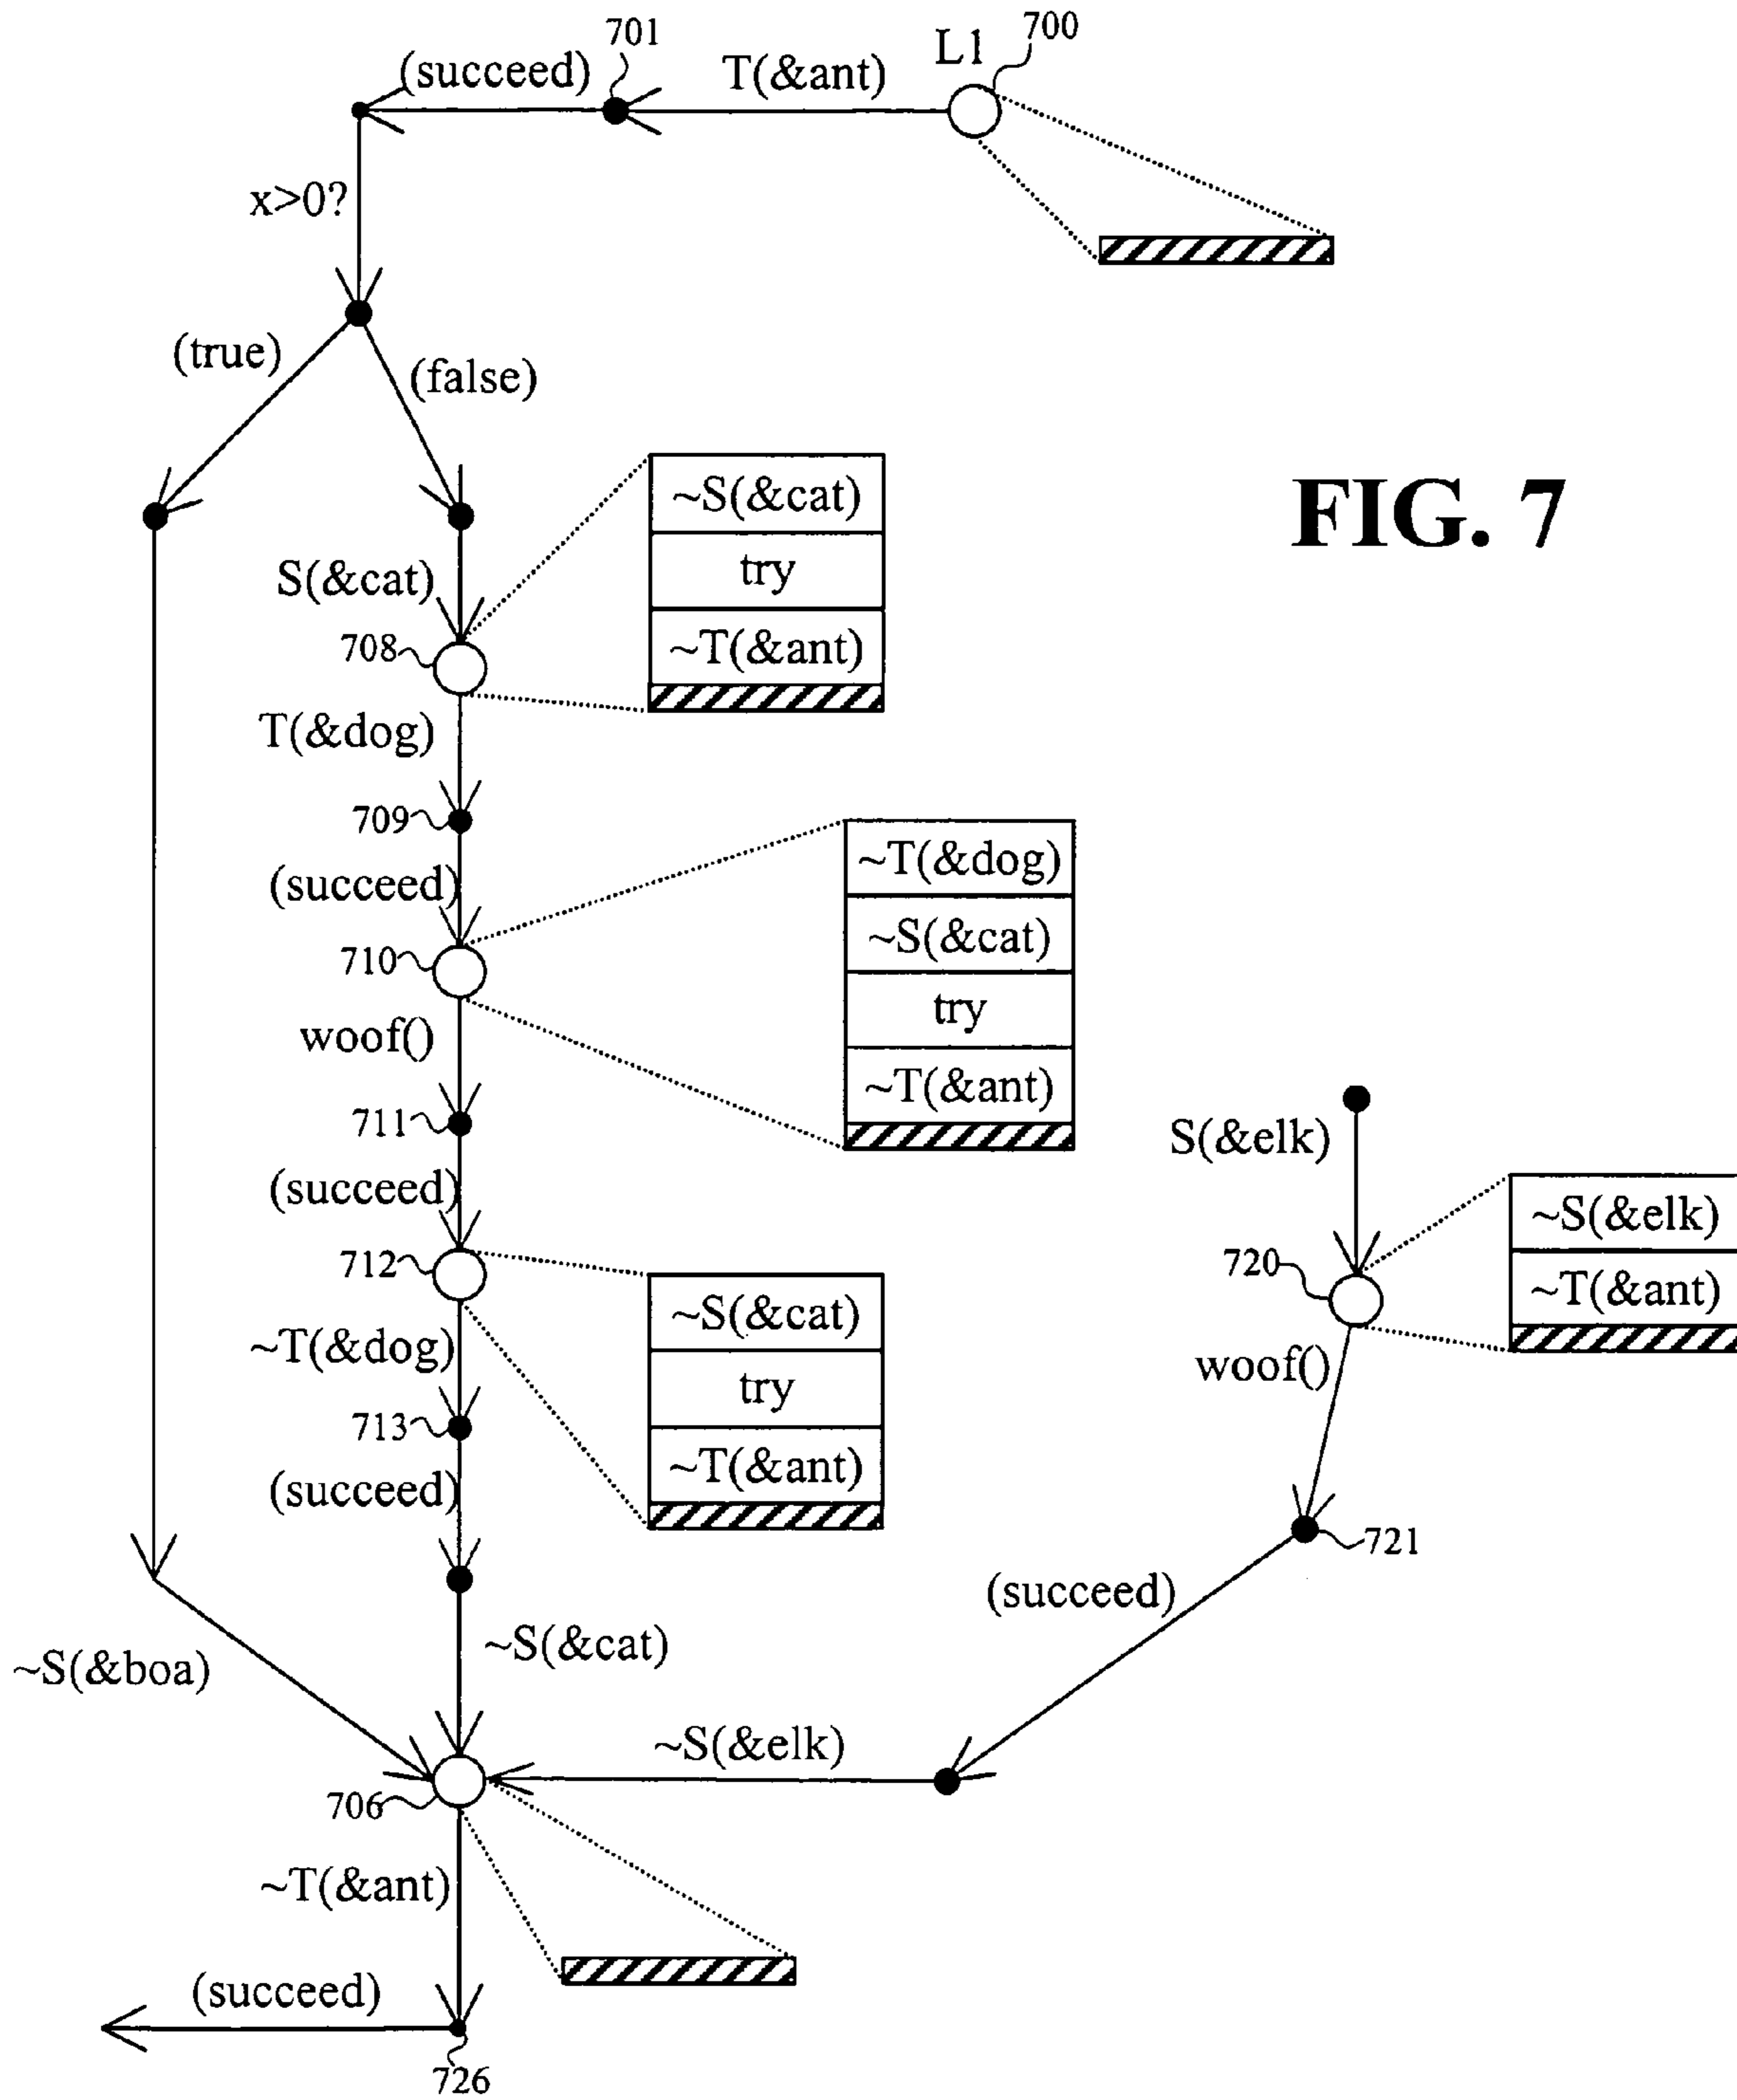 701
L1
700
(succeed)
T(&ant)
x>0?
(true)
(false)
FIG. 7
~S(&cat)
try
~T(&ant)
S(&cat)
708
T(&dog)
709
(succeed)
~T(&dog)
~S(&cat)
try
~T(&ant)
710
woof()
711
(succeed)
S(&elk)
~S(&elk)
~T(&ant)
720
712
~S(&cat)
try
~T(&ant)
~T(&dog)
woof()
713
(succeed)
721
(succeed)
~S(&cat)
~S(&boa)
~S(&elk)
706
~T(&ant)
(succeed)
726